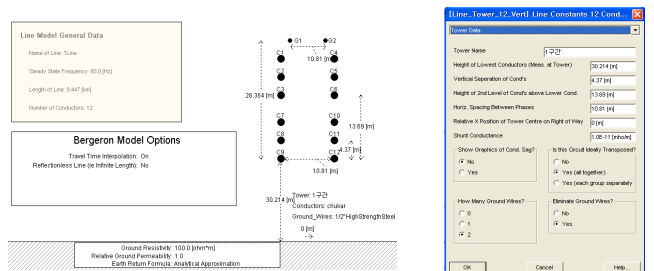 Line Model General Data
Name of Line: TLine
Steady State Frequency: 60.0 [Hz]
Length of Line: 9,447 [km]
Number of Conductors: 12
Bergeron Model Options
Travel Time Interpolation: On
Reflectionless Line (ie Infinite Length): No
G1 G2
C1 C4
10.81 [m]
C2 C5
C3 C6
26.364 [m]
C7 C10
13.69 [m]
C8 C11
4.37 [m]
C9 C12
10.81 [m]
Tower: 1구간
30.214 [m]
Conductors: chukar
Ground_Wires: 1/2"HighStrengthSteel
0 [m]
Ground Resistivity: 100.0 [ohm*m]
Relative Ground Permeability: 1.0
Earth Return Formula: Analytical Approximation
[Line_Tower_12_Vert] Line Constants 12 Cond...
Tower Data
Tower Name 1구간
Height of Lowest Conductors (Meas. at Tower) 30.214 [m]
Vertical Seperation of Cond's 4.37 [m]
Height of 2nd Level of Cond's above Lower Cond. 13.69 [m]
Horiz. Spacing Between Phases 10.81 [m]
Relative X Position of Tower Centre on Right of Way 0 [m]
Shunt Conductance 1.0E-11 [mho/m]
Show Graphics of Cond. Sag?
No
Yes
Is this Circuit Ideally Transposed?
No
Yes (all together)
Yes (each group separately
How Many Ground Wires?
0
1
2
Eliminate Ground Wires?
No
Yes
OK Cancel Help...